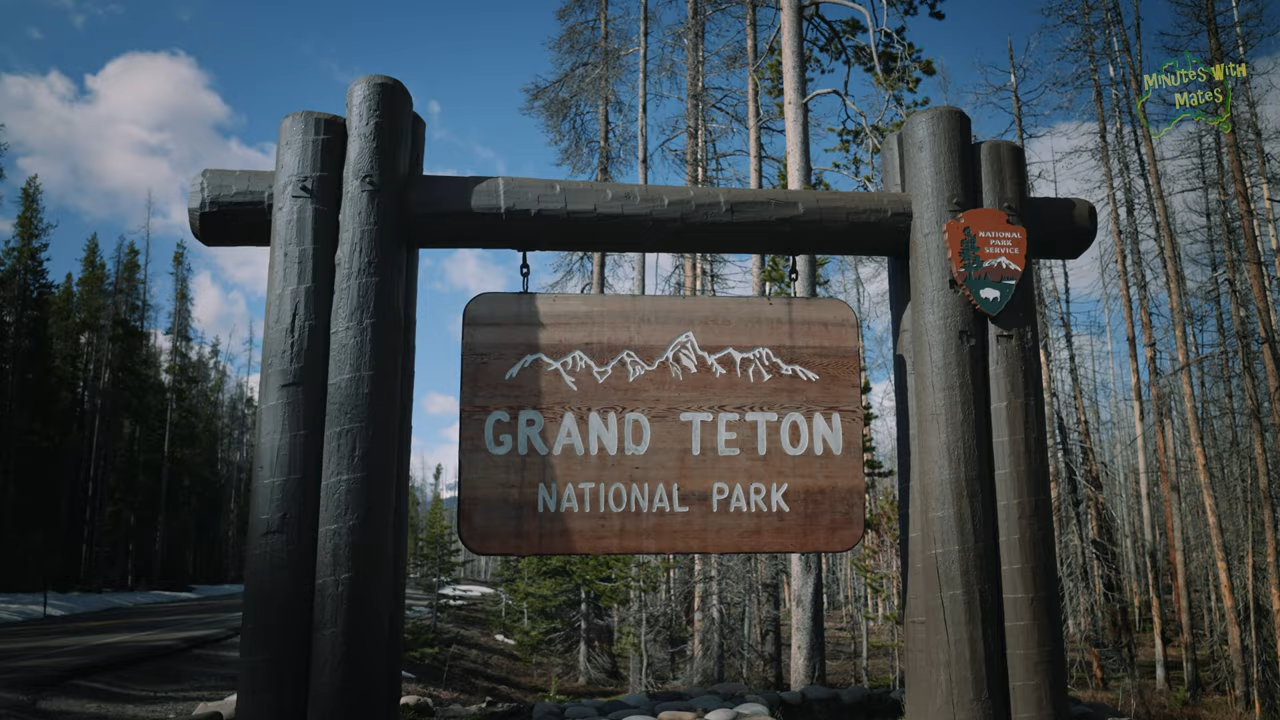 Minutes With
Mates
NATIONAL
PARK
SERVICE
GRAND TETON
NATIONAL PARK